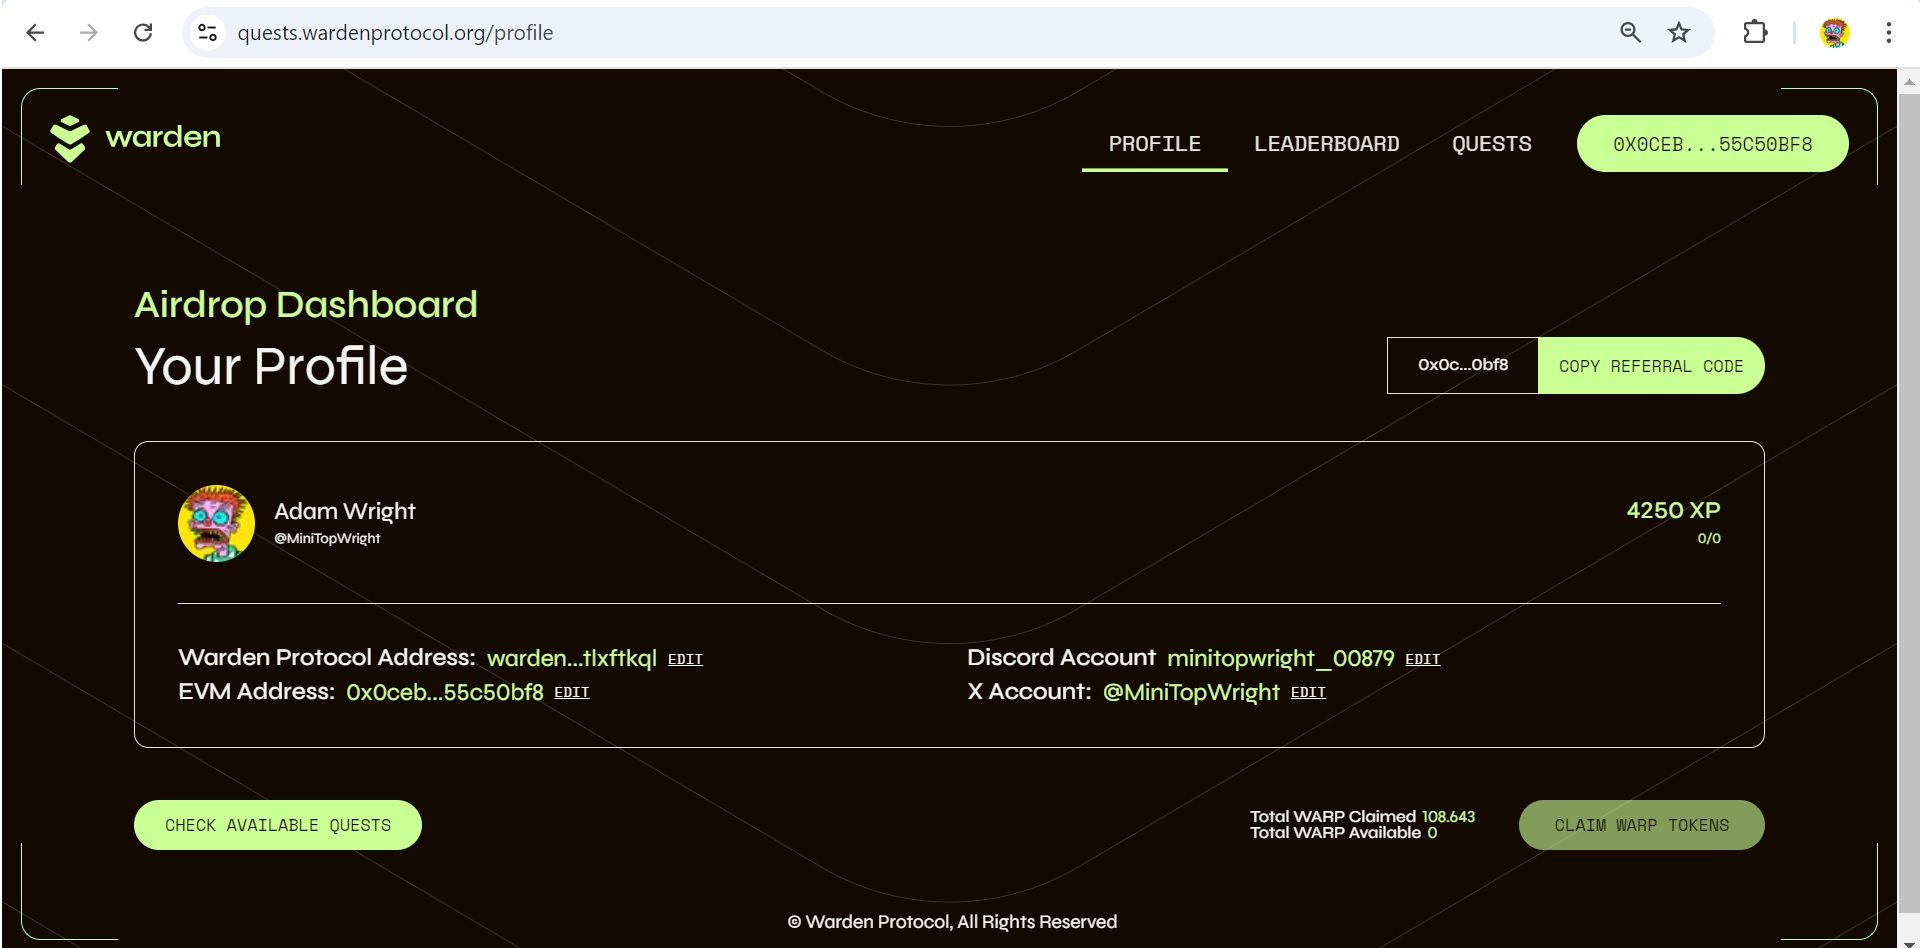 quests.wardenprotocol.org/profile
warden
PROFILE LEADERBOARD QUESTS 0X0CEB...55C50BF8
Airdrop Dashboard
Your Profile
0x0c...0bf8 COPY REFERRAL CODE
Adam Wright
@MiniTopWright
4250 XP
0/0
Warden Protocol Address: warden...tlxftkql EDIT
EVM Address: 0x0ceb...55c50bf8 EDIT
Discord Account minitopwright_00879 EDIT
X Account: @MiniTopWright EDIT
CHECK AVAILABLE QUESTS
Total WARP Claimed 108.643
Total WARP Available 0
CLAIM WARP TOKENS
© Warden Protocol, All Rights Reserved